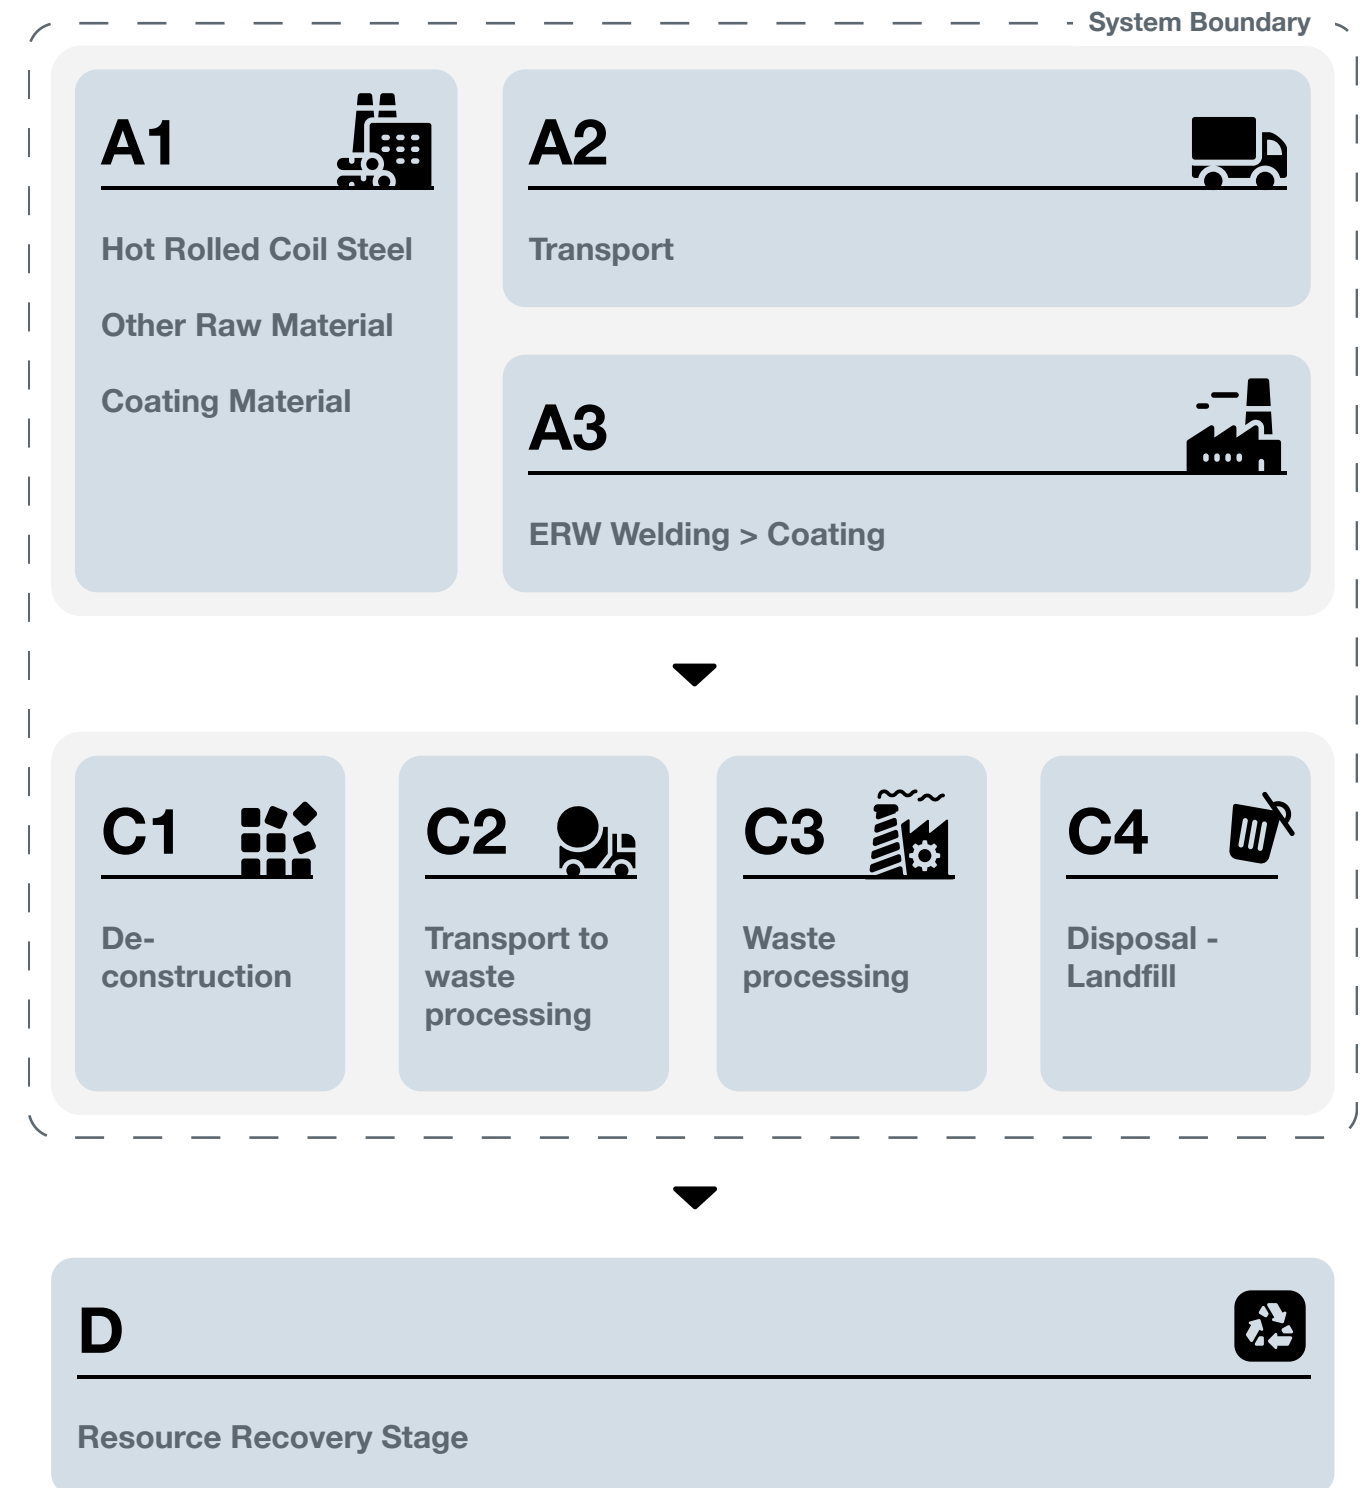 System Boundary
A1
Hot Rolled Coil Steel
Other Raw Material
Coating Material
A2
Transport
A3
ERW Welding > Coating
C1
De-
construction
C2
Transport to
waste
processing
C3
Waste
processing
C4
Disposal -
Landfill
D
Resource Recovery Stage